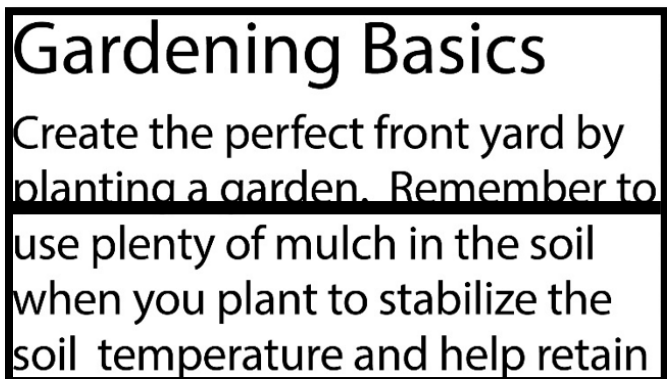 Gardening Basics
Create the perfect front yard by
planting a garden.  Remember to
use plenty of mulch in the soil
when you plant to stabilize the
soil  temperature and help retain